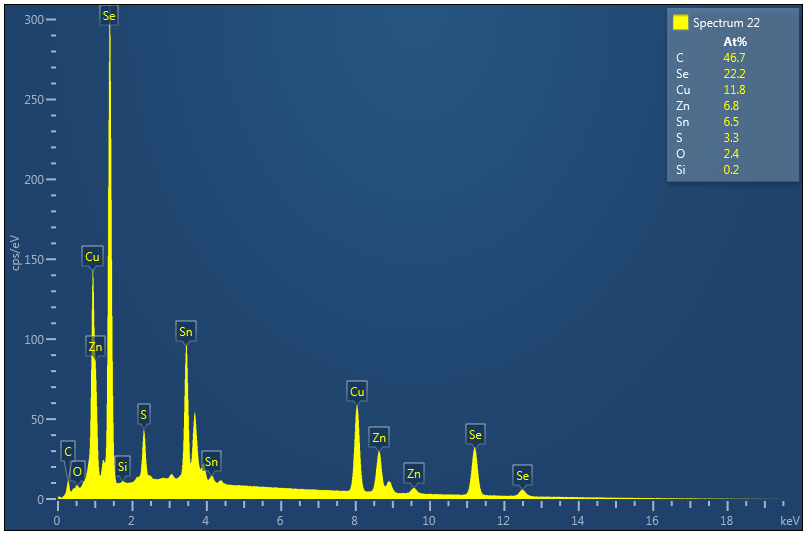 300
250
200
150
100
50
0
cps/eV
Se
Cu
Zn
C
O
Si
S
Sn
Sn
Cu
Zn
Zn
Se
Se
0 2 4 6 8 10 12 14 16 18 keV
Spectrum 22
At%
C 46.7
Se 22.2
Cu 11.8
Zn 6.8
Sn 6.5
S 3.3
O 2.4
Si 0.2